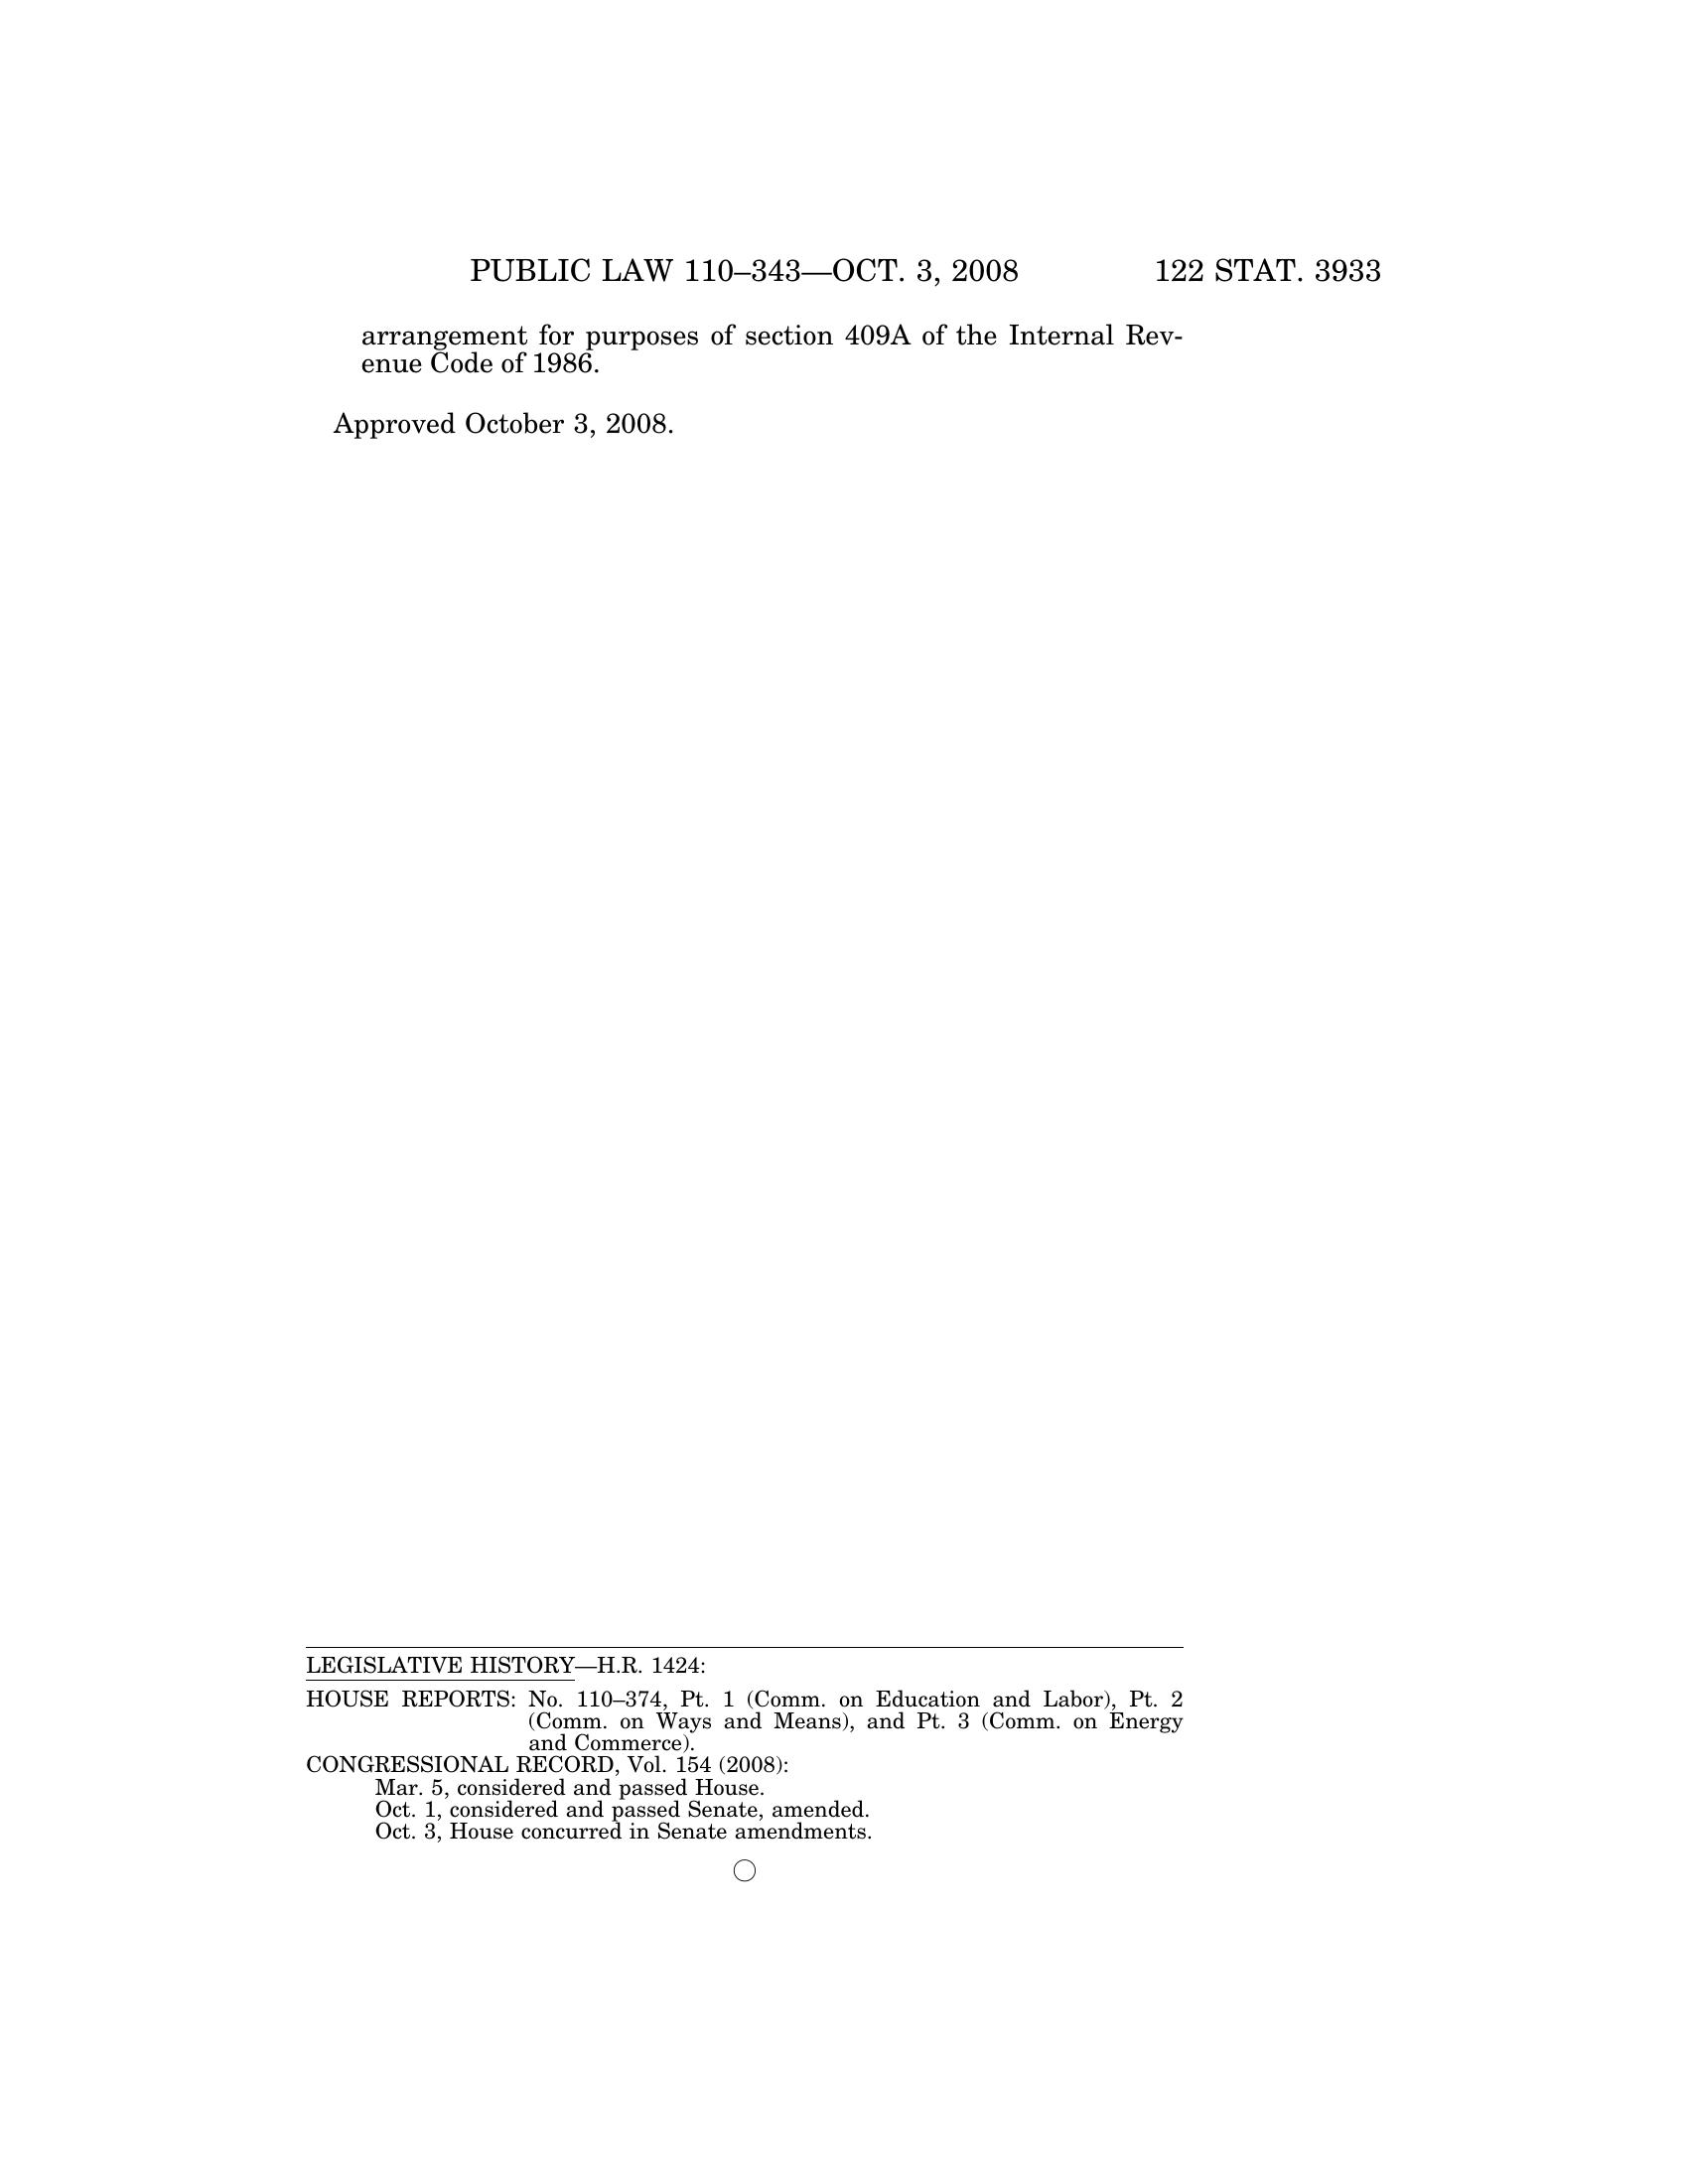 PUBLIC LAW 110–343—OCT. 3, 2008 122 STAT. 3933
arrangement for purposes of section 409A of the Internal Rev-
enue Code of 1986.
Approved October 3, 2008.
LEGISLATIVE HISTORY—H.R. 1424:
HOUSE REPORTS: No. 110–374, Pt. 1 (Comm. on Education and Labor), Pt. 2
(Comm. on Ways and Means), and Pt. 3 (Comm. on Energy
and Commerce).
CONGRESSIONAL RECORD, Vol. 154 (2008):
Mar. 5, considered and passed House.
Oct. 1, considered and passed Senate, amended.
Oct. 3, House concurred in Senate amendments.